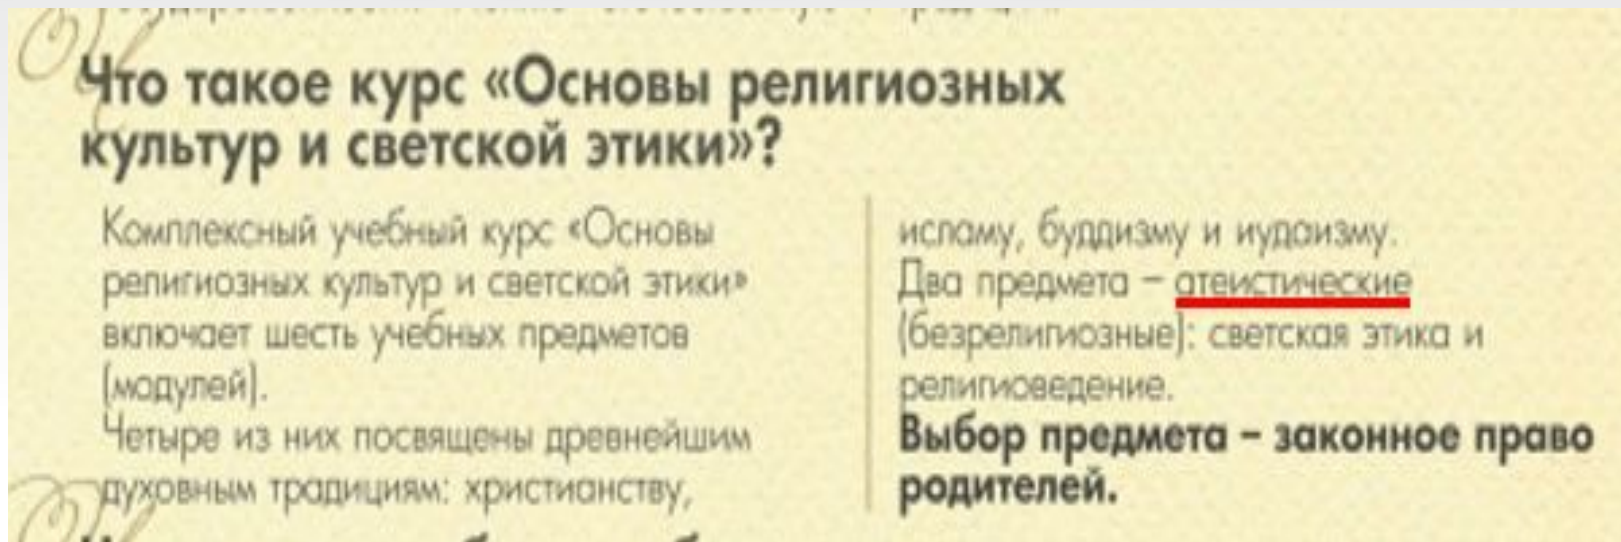 Что такое курс «Основы религиозных
культур и светской этики»?
Комплексный учебный курс «Основы
религиозных культур и светской этики»
включает шесть учебных предметов
(модулей).
Четыре из них посвящены древнейшим
духовным традициям: христианству,
исламу, буддизму и иудаизму.
Два предмета – атеистические
(безрелигиозные): светская этика и
религиоведение.
Выбор предмета – законное право
родителей.